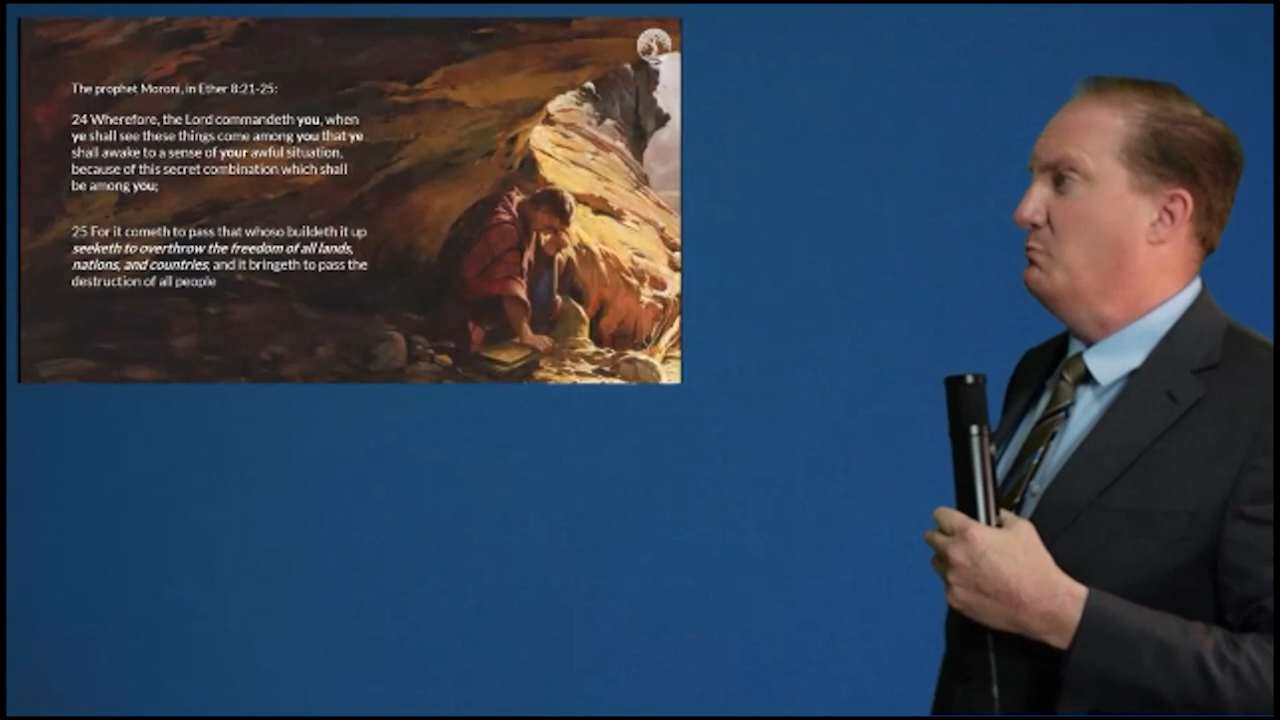 The prophet Moroni, in Ether 8:21-25:
24 Wherefore, the Lord commandeth you, when
ye shall see these things come among you that ye
shall awake to a sense of your awful situation,
because of this secret combination which shall
be among you;
25 For it cometh to pass that whoso buildeth it up
seeketh to overthrow the freedom of all lands,
nations, and countries; and it bringeth to pass the
destruction of all people